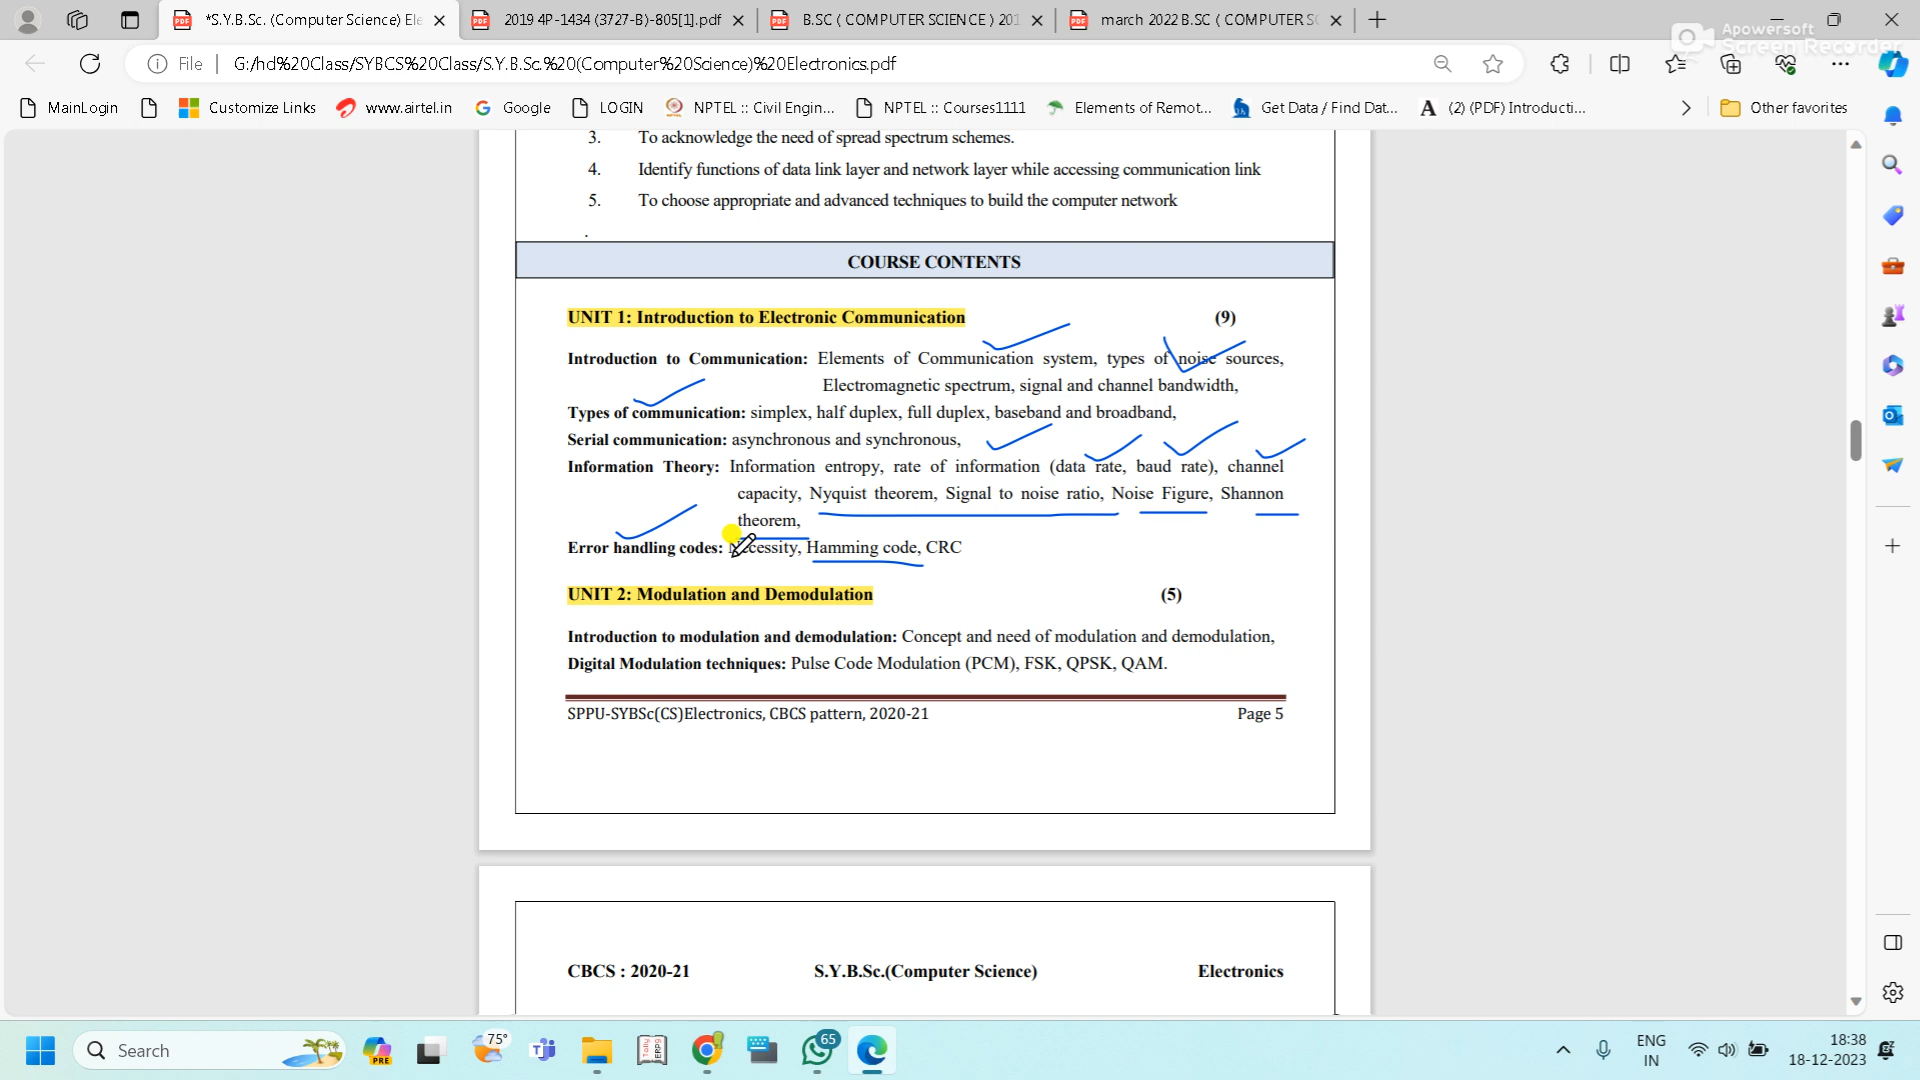 *S.Y.B.Sc. (Computer Science) Ele
2019 4P-1434 (3727-B)-805[1].pdf
B.SC ( COMPUTER SCIENCE ) 201
march 2022 B.SC ( COMPUTER SC
Apowersoft
Screen Recorder
File
G:/hd%20Class/SYBCS%20Class/S.Y.B.Sc.%20(Computer%20Science)%20Electronics.pdf
MainLogin
Customize Links
www.airtel.in
Google
LOGIN
NPTEL :: Civil Engin...
NPTEL :: Courses1111
Elements of Remot...
Get Data / Find Dat...
(2) (PDF) Introducti...
Other favorites
3. To acknowledge the need of spread spectrum schemes.
4. Identify functions of data link layer and network layer while accessing communication link
5. To choose appropriate and advanced techniques to build the computer network
.
COURSE CONTENTS
UNIT 1: Introduction to Electronic Communication (9)
Introduction to Communication: Elements of Communication system, types of noise sources,
Electromagnetic spectrum, signal and channel bandwidth,
Types of communication: simplex, half duplex, full duplex, baseband and broadband,
Serial communication: asynchronous and synchronous,
Information Theory: Information entropy, rate of information (data rate, baud rate), channel
capacity, Nyquist theorem, Signal to noise ratio, Noise Figure, Shannon
theorem,
Error handling codes: Necessity, Hamming code, CRC
UNIT 2: Modulation and Demodulation (5)
Introduction to modulation and demodulation: Concept and need of modulation and demodulation,
Digital Modulation techniques: Pulse Code Modulation (PCM), FSK, QPSK, QAM.
SPPU-SYBSc(CS)Electronics, CBCS pattern, 2020-21 Page 5
CBCS : 2020-21 S.Y.B.Sc.(Computer Science) Electronics
Search
PRE
75°
65
ENG
IN
18:38
18-12-2023